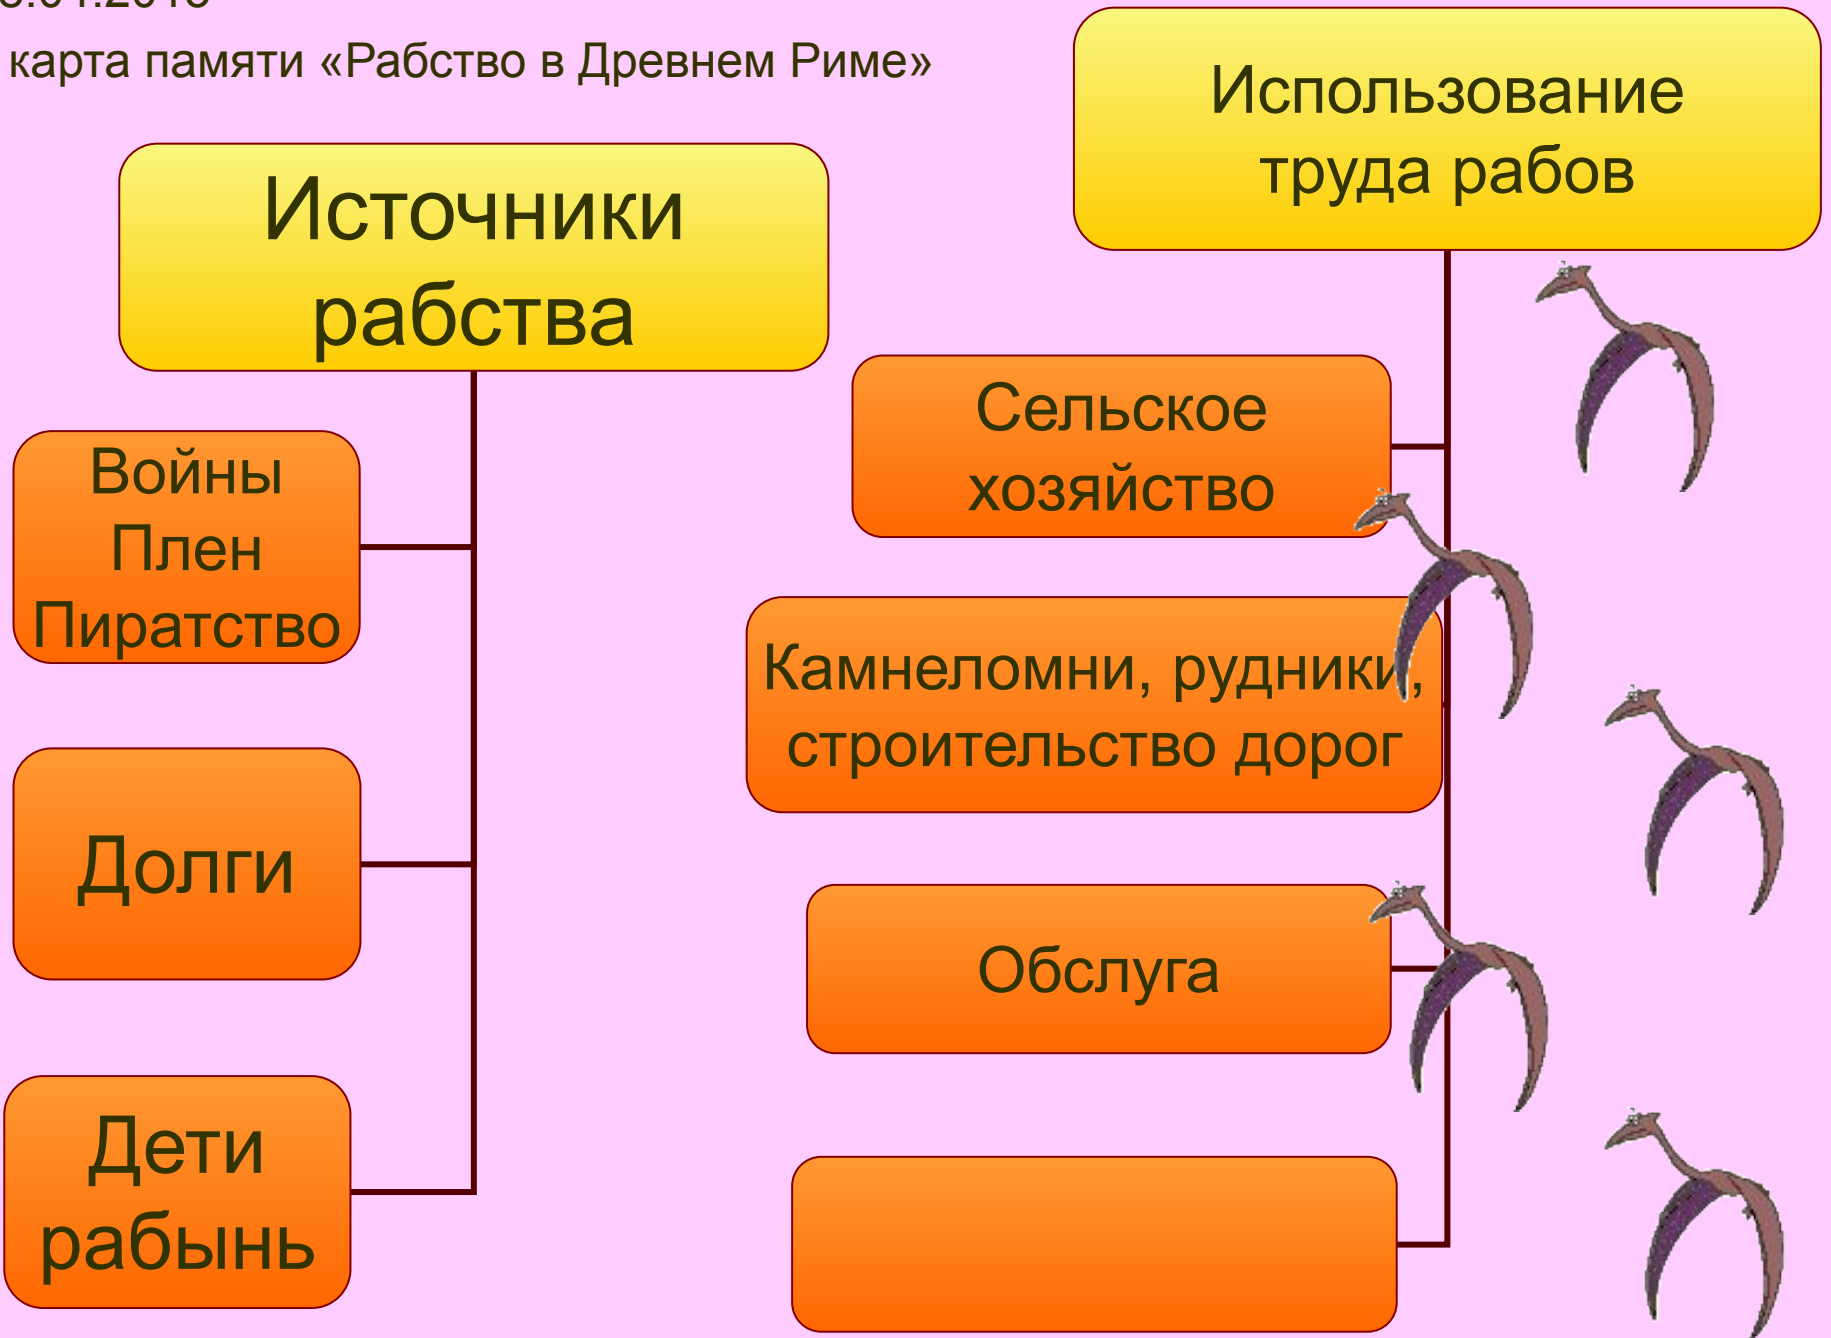 карта памяти «Рабство в Древнем Риме»
Источники
рабства
Войны
Плен
Пиратство
Долги
Дети
рабынь
Использование
труда рабов
Сельское
хозяйство
Камнеломни, рудники,
строительство дорог
Обслуга